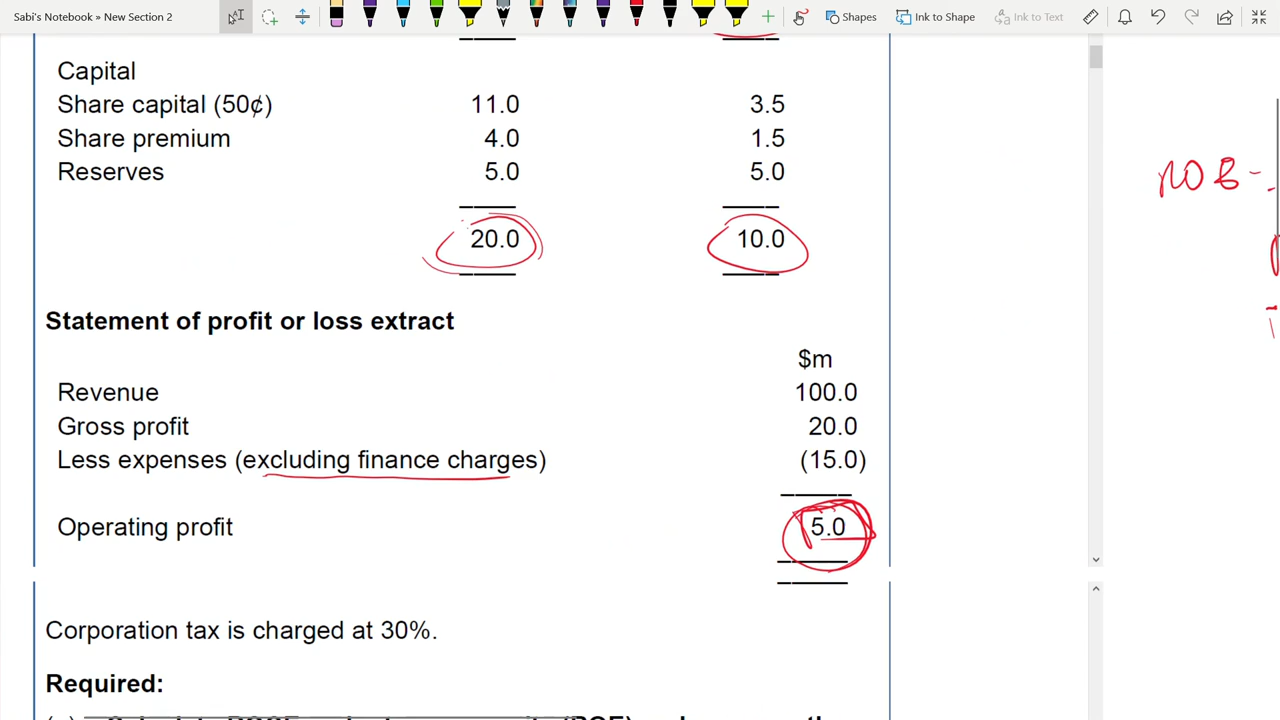 Sabi's Notebook » New Section 2 Shapes Ink to Shape Ink to Text
Capital
Share capital (50¢) 11.0 3.5
Share premium 4.0 1.5
Reserves 5.0 5.0
20.0 10.0
Statement of profit or loss extract
$m
Revenue 100.0
Gross profit 20.0
Less expenses (excluding finance charges) (15.0)
Operating profit 5.0
Corporation tax is charged at 30%.
Required: